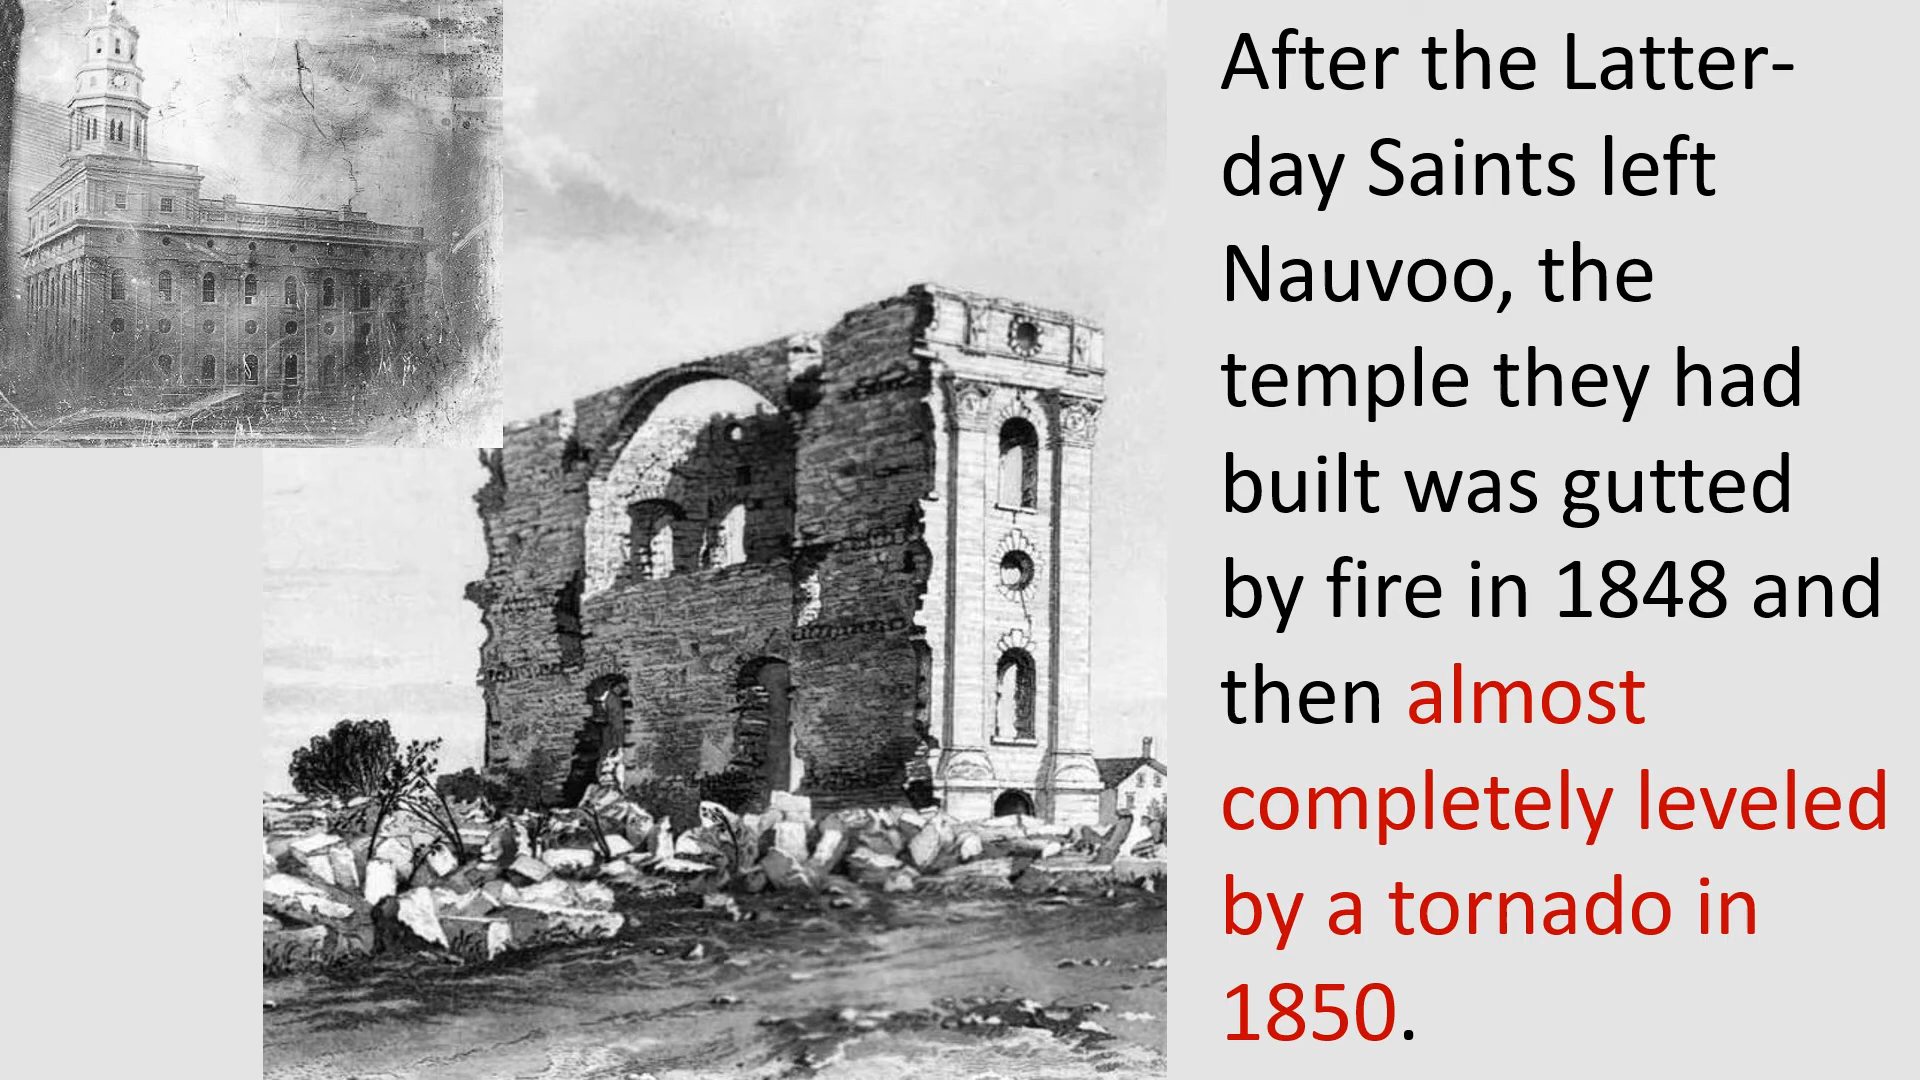 After the Latter-
day Saints left
Nauvoo, the
temple they had
built was gutted
by fire in 1848 and
then almost
completely leveled
by a tornado in
1850.